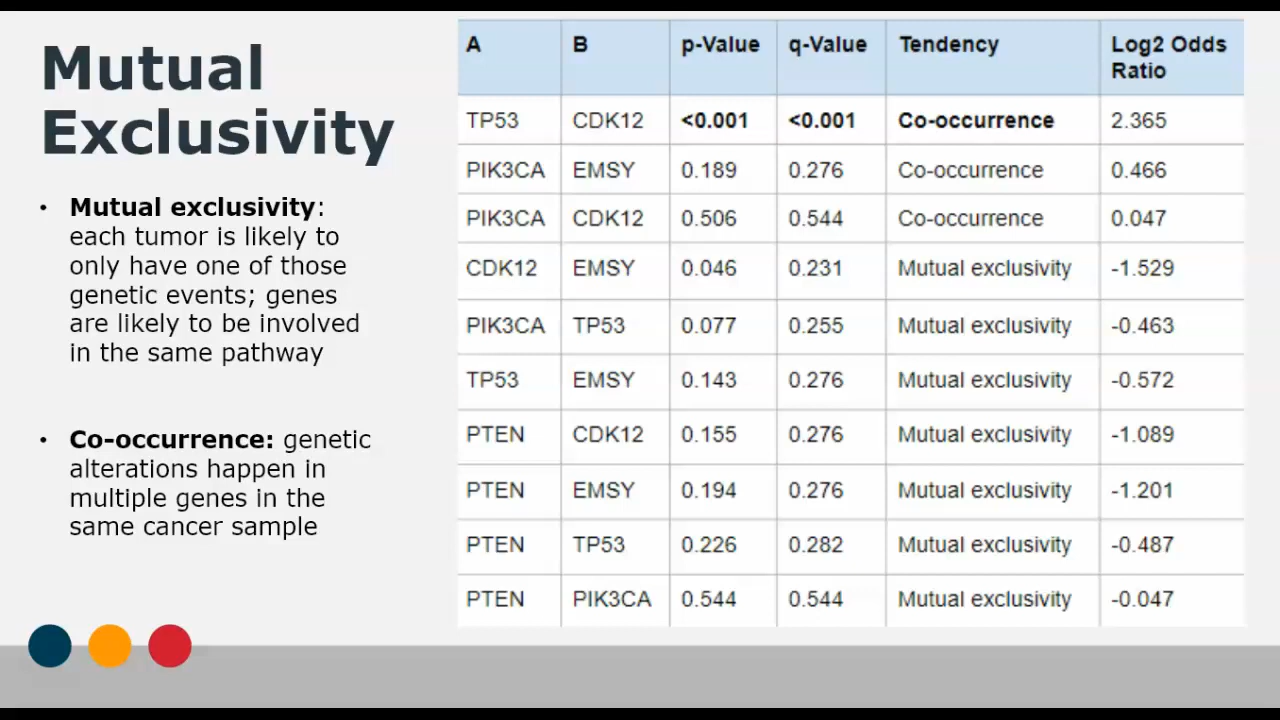 Mutual
Exclusivity
• Mutual exclusivity:
each tumor is likely to
only have one of those
genetic events; genes
are likely to be involved
in the same pathway
• Co-occurrence: genetic
alterations happen in
multiple genes in the
same cancer sample
A B p-Value q-Value Tendency Log2 Odds Ratio
TP53 CDK12 <0.001 <0.001 Co-occurrence 2.365
PIK3CA EMSY 0.189 0.276 Co-occurrence 0.466
PIK3CA CDK12 0.506 0.544 Co-occurrence 0.047
CDK12 EMSY 0.046 0.231 Mutual exclusivity -1.529
PIK3CA TP53 0.077 0.255 Mutual exclusivity -0.463
TP53 EMSY 0.143 0.276 Mutual exclusivity -0.572
PTEN CDK12 0.155 0.276 Mutual exclusivity -1.089
PTEN EMSY 0.194 0.276 Mutual exclusivity -1.201
PTEN TP53 0.226 0.282 Mutual exclusivity -0.487
PTEN PIK3CA 0.544 0.544 Mutual exclusivity -0.047